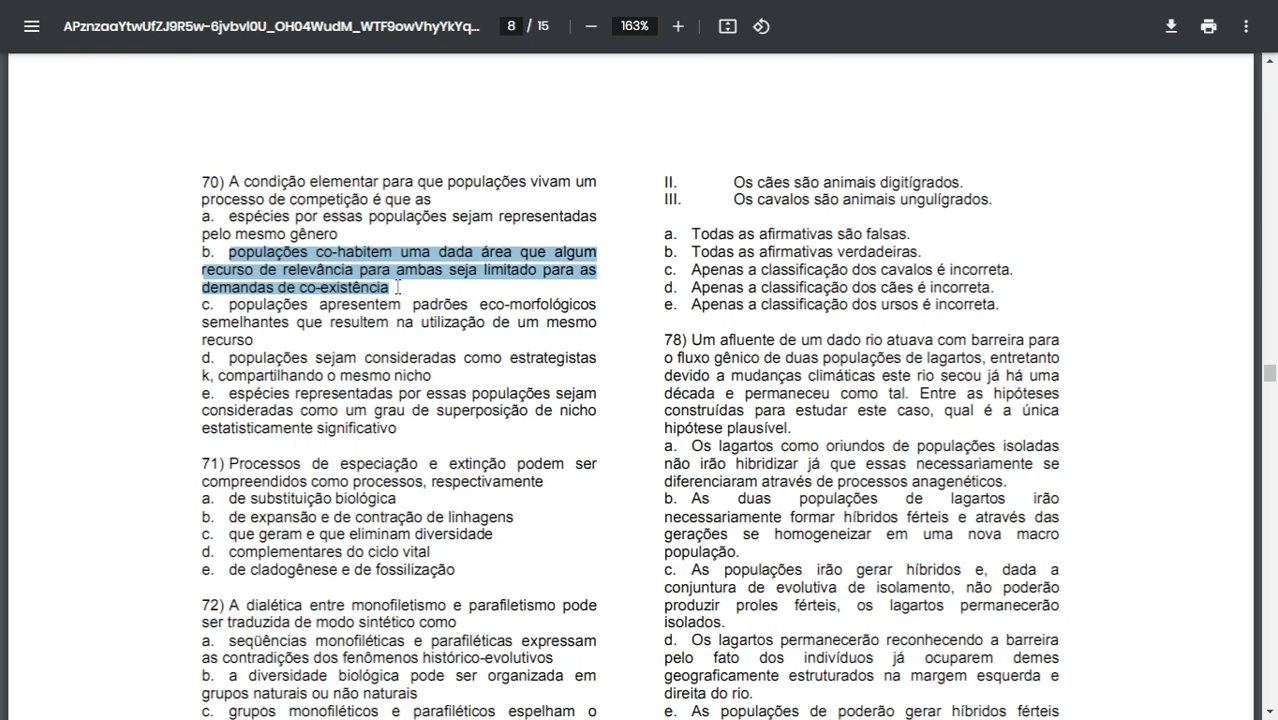 APznzaaYtwUfZJ9R5w-6jvbvl0U_OH04WudM_WTF9owVhyYkYq...
8 / 15
163%
70) A condição elementar para que populações vivam um
processo de competição é que as
a. espécies por essas populações sejam representadas
pelo mesmo gênero
b. populações co-habitem uma dada área que algum
recurso de relevância para ambas seja limitado para as
demandas de co-existência
c. populações apresentem padrões eco-morfológicos
semelhantes que resultem na utilização de um mesmo
recurso
d. populações sejam consideradas como estrategistas
k, compartilhando o mesmo nicho
e. espécies representadas por essas populações sejam
consideradas como um grau de superposição de nicho
estatisticamente significativo
71) Processos de especiação e extinção podem ser
compreendidos como processos, respectivamente
a. de substituição biológica
b. de expansão e de contração de linhagens
c. que geram e que eliminam diversidade
d. complementares do ciclo vital
e. de cladogênese e de fossilização
72) A dialética entre monofiletismo e parafiletismo pode
ser traduzida de modo sintético como
a. seqüências monofiléticas e parafiléticas expressam
as contradições dos fenômenos histórico-evolutivos
b. a diversidade biológica pode ser organizada em
grupos naturais ou não naturais
c. grupos monofiléticos e parafiléticos espelham o
II. Os cães são animais digitígrados.
III. Os cavalos são animais ungulígrados.
a. Todas as afirmativas são falsas.
b. Todas as afirmativas verdadeiras.
c. Apenas a classificação dos cavalos é incorreta.
d. Apenas a classificação dos cães é incorreta.
e. Apenas a classificação dos ursos é incorreta.
78) Um afluente de um dado rio atuava com barreira para
o fluxo gênico de duas populações de lagartos, entretanto
devido a mudanças climáticas este rio secou já há uma
década e permaneceu como tal. Entre as hipóteses
construídas para estudar este caso, qual é a única
hipótese plausível.
a. Os lagartos como oriundos de populações isoladas
não irão hibridizar já que essas necessariamente se
diferenciaram através de processos anagenéticos.
b. As duas populações de lagartos irão
necessariamente formar híbridos férteis e através das
gerações se homogeneizar em uma nova macro
população.
c. As populações irão gerar híbridos e, dada a
conjuntura de evolutiva de isolamento, não poderão
produzir proles férteis, os lagartos permanecerão
isolados.
d. Os lagartos permanecerão reconhecendo a barreira
pelo fato dos indivíduos já ocuparem demes
geograficamente estruturados na margem esquerda e
direita do rio.
e. As populações de poderão gerar híbridos férteis